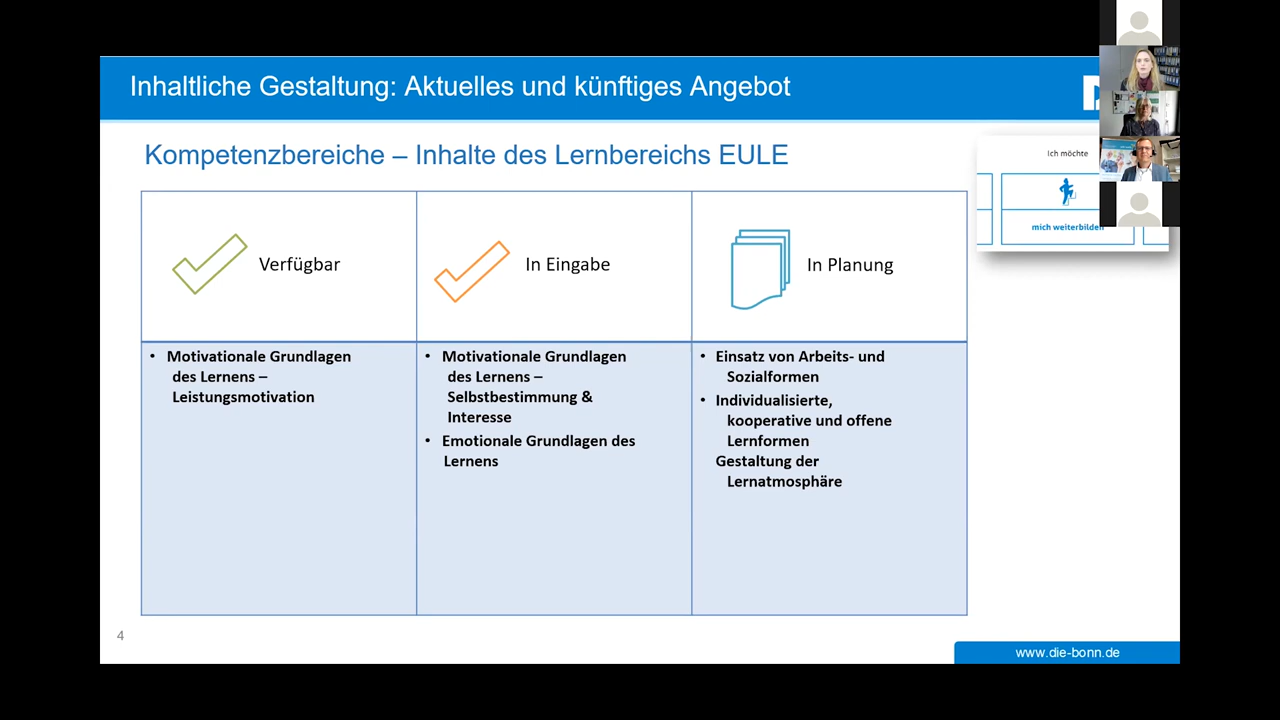 Inhaltliche Gestaltung: Aktuelles und künftiges Angebot
Kompetenzbereiche – Inhalte des Lernbereichs EULE
Ich möchte
mich weiterbilden
Verfügbar
In Eingabe
In Planung
• Motivationale Grundlagen
des Lernens –
Leistungsmotivation
• Motivationale Grundlagen
des Lernens –
Selbstbestimmung &
Interesse
• Emotionale Grundlagen des
Lernens
• Einsatz von Arbeits- und
Sozialformen
• Individualisierte,
kooperative und offene
Lernformen
Gestaltung der
Lernatmosphäre
4
www.die-bonn.de